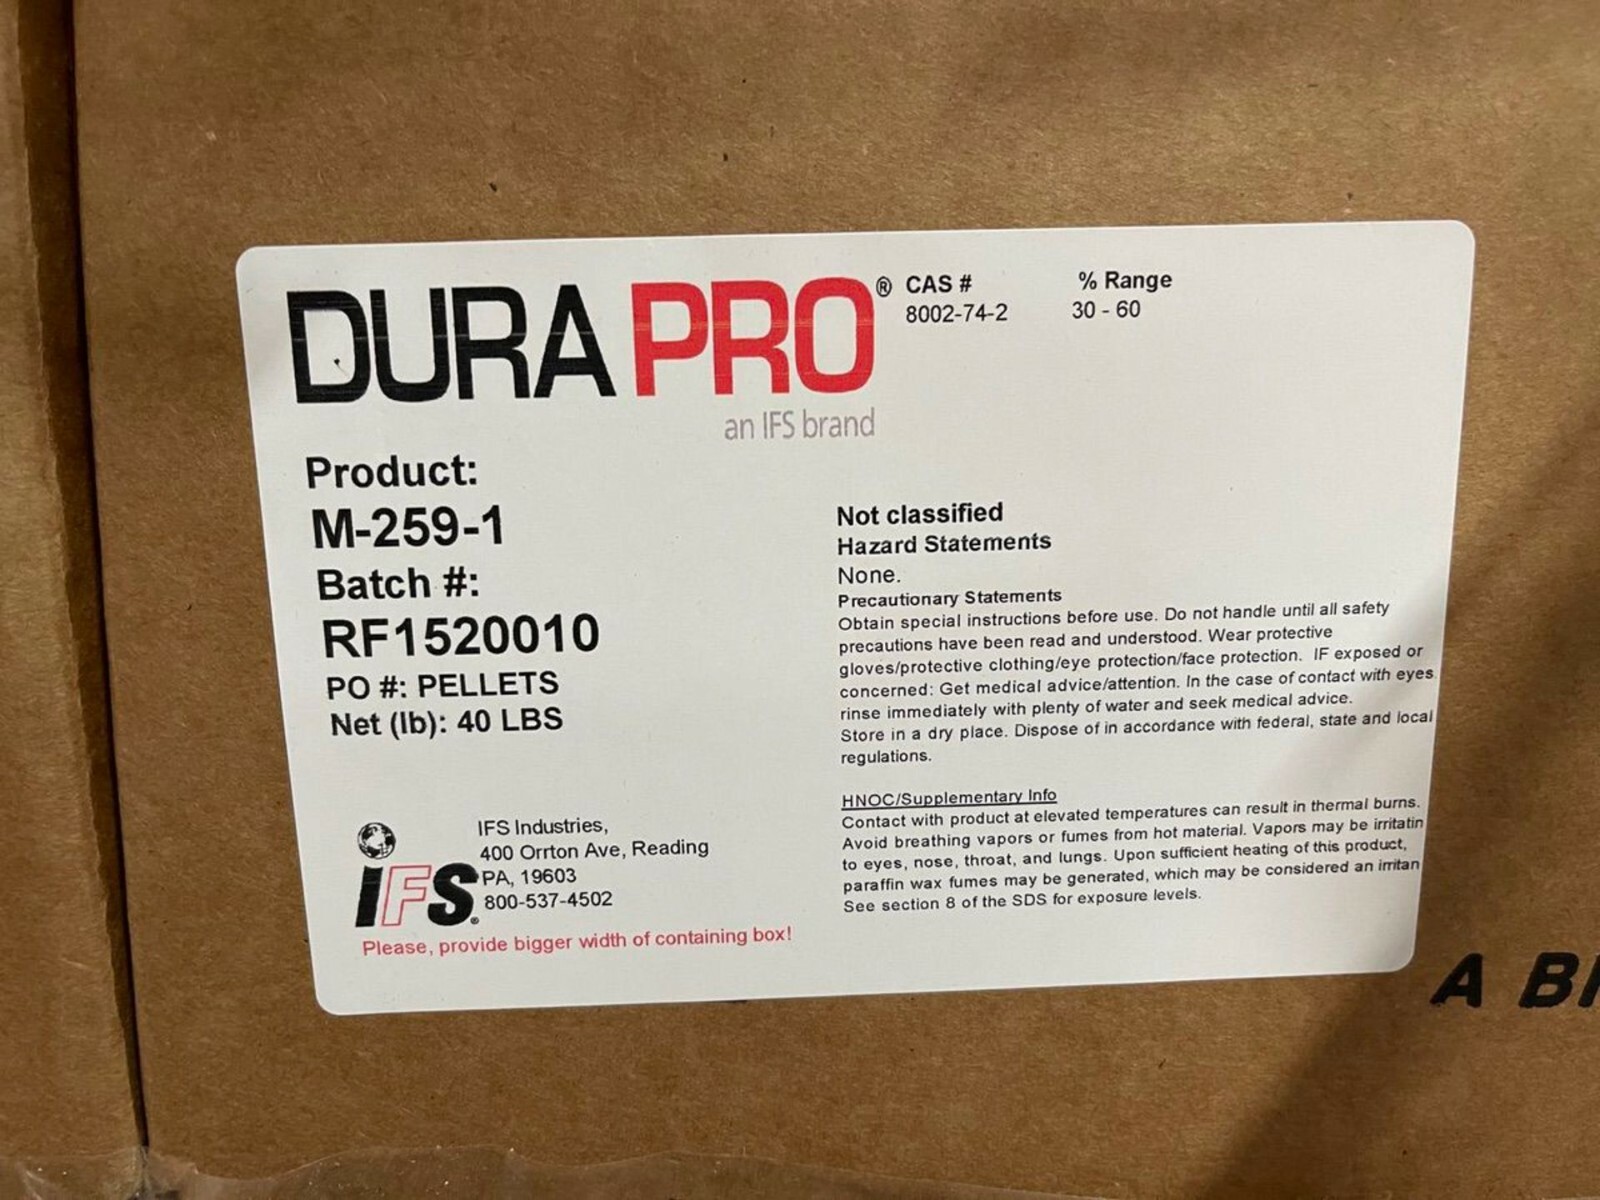 DURA PRO®
an IFS brand
CAS # % Range
8002-74-2 30 - 60
Product:
M-259-1
Batch #:
RF1520010
PO #: PELLETS
Net (lb): 40 LBS
IFS Industries,
400 Orrton Ave, Reading
PA, 19603
800-537-4502
IFS®
Please, provide bigger width of containing box!
Not classified
Hazard Statements
None.
Precautionary Statements
Obtain special instructions before use. Do not handle until all safety
precautions have been read and understood. Wear protective
gloves/protective clothing/eye protection/face protection. IF exposed or
concerned: Get medical advice/attention. In the case of contact with eyes
rinse immediately with plenty of water and seek medical advice.
Store in a dry place. Dispose of in accordance with federal, state and local
regulations.
HNOC/Supplementary Info
Contact with product at elevated temperatures can result in thermal burns.
Avoid breathing vapors or fumes from hot material. Vapors may be irritatin
to eyes, nose, throat, and lungs. Upon sufficient heating of this product,
paraffin wax fumes may be generated, which may be considered an irritan
See section 8 of the SDS for exposure levels.
A